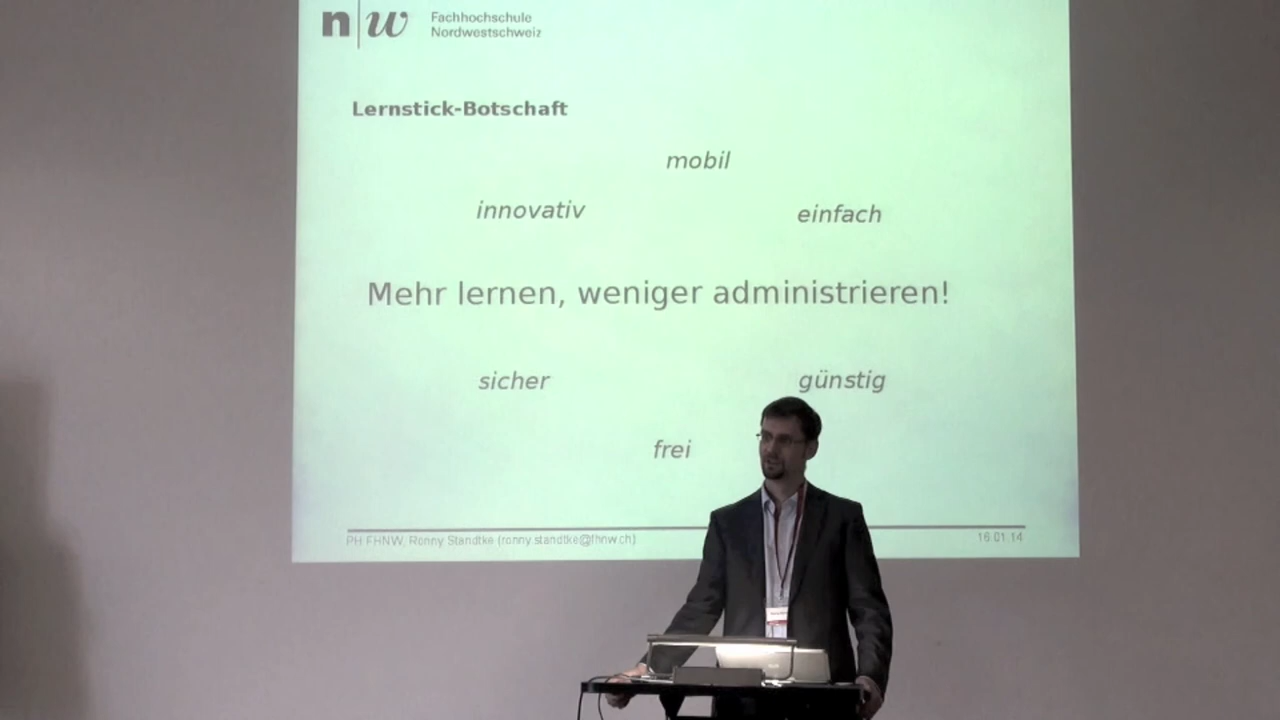 n|w Fachhochschule
Nordwestschweiz
Lernstick-Botschaft
mobil
innovativ einfach
Mehr lernen, weniger administrieren!
sicher günstig
frei
PH FHNW, Ronny Standtke (ronny.standtke@fhnw.ch) 16.01.14